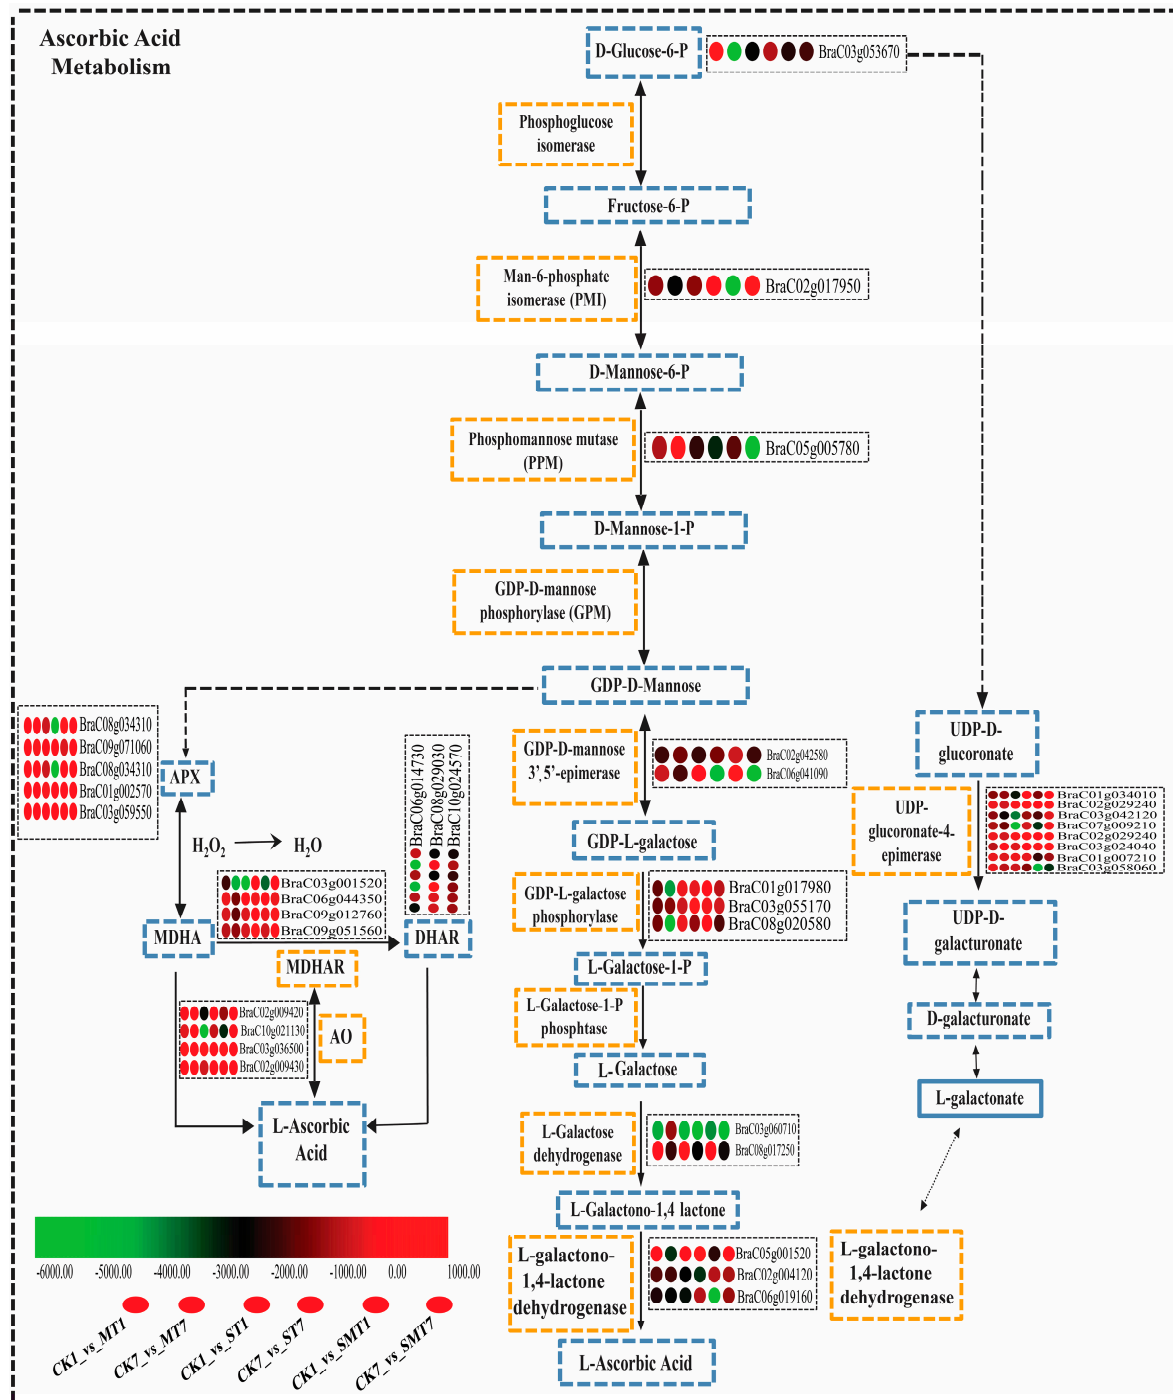 Ascorbic Acid
Metabolism
D-Glucose-6-P
BraC03g053670
Phosphoglucose
isomerase
Fructose-6-P
Man-6-phosphate
isomerase (PMI)
BraC02g017950
D-Mannose-6-P
Phosphomannose mutase
(PPM)
BraC05g005780
D-Mannose-1-P
GDP-D-mannose
phosphorylase (GPM)
GDP-D-Mannose
BraC08g034310
BraC09g071060
BraC08g034310
BraC01g002570
BraC03g059550
APX
H2O2
H2O
BraC06g014730
BraC08g029030
BraC10g024570
BraC03g001520
BraC06g044350
BraC09g012760
BraC09g051560
MDHA
DHAR
MDHAR
AO
BraC02g009420
BraC10g021130
BraC03g036500
BraC02g009430
L-Ascorbic
Acid
GDP-D-mannose
3',5'-epimerase
BraC02g042580
BraC06g041090
GDP-L-galactose
GDP-L-galactose
phosphorylase
BraC01g017980
BraC03g055170
BraC08g020580
L-Galactose-1-P
L-Galactose-1-P
phosphtase
L-Galactose
L-Galactose
dehydrogenase
BraC03g060710
BraC08g017250
L-Galactono-1,4 lactone
L-galactono-
1,4-lactone
dehydrogenase
BraC05g001520
BraC02g004120
BraC06g019160
L-Ascorbic Acid
UDP-D-
glucoronate
UDP-
glucoronate-4-
epimerase
BraC01g034010
BraC02g029240
BraC03g042120
BraC07g009210
BraC02g029240
BraC03g024040
BraC01g007210
BraC03g058060
UDP-D-
galacturonate
D-galacturonate
L-galactonate
L-galactono-
1,4-lactone
dehydrogenase
-6000.00 -5000.00 -4000.00 -3000.00 -2000.00 -1000.00 0.00 1000.00
CK1_vs_MT1
CK7_vs_MT7
CK1_vs_ST1
CK7_vs_ST7
CK1_vs_SMT1
CK7_vs_SMT7